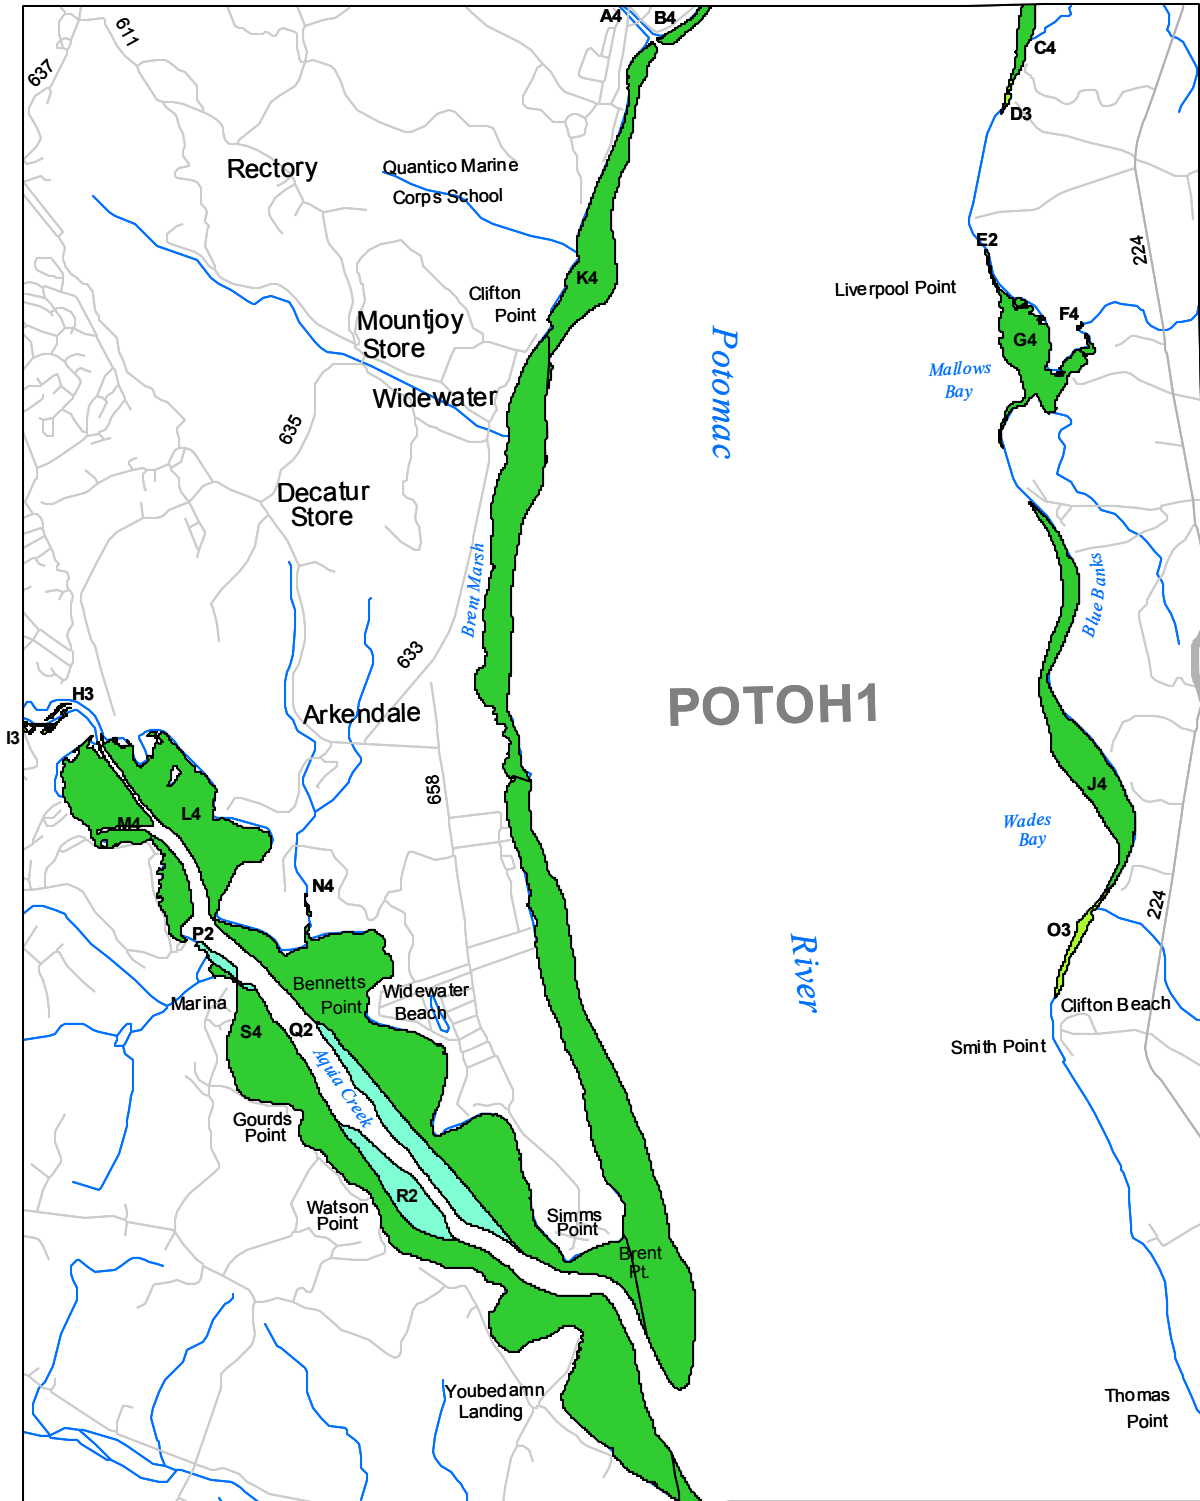 A4
B4
611
637
C4
D3
Rectory
Quantico Marine
Corps School
E2
224
K4
Liverpool Point
Clifton
Point
C2
F4
G4
Mountjoy
Store
Potomac
Mallows
Bay
Widewater
635
Decatur
Store
Brent Marsh
Blue Banks
633
H3
I3
Arkendale
POTOH1
658
J4
L4
M4
Wades
Bay
N4
224
P2
O3
River
Bennetts
Point
Marina
Widewater
Beach
Clifton Beach
S4
Q2
Smith Point
Aquia Creek
Gourds
Point
R2
Watson
Point
Simms
Point
Brent
Pt.
Youbedamn
Landing
Thomas
Point